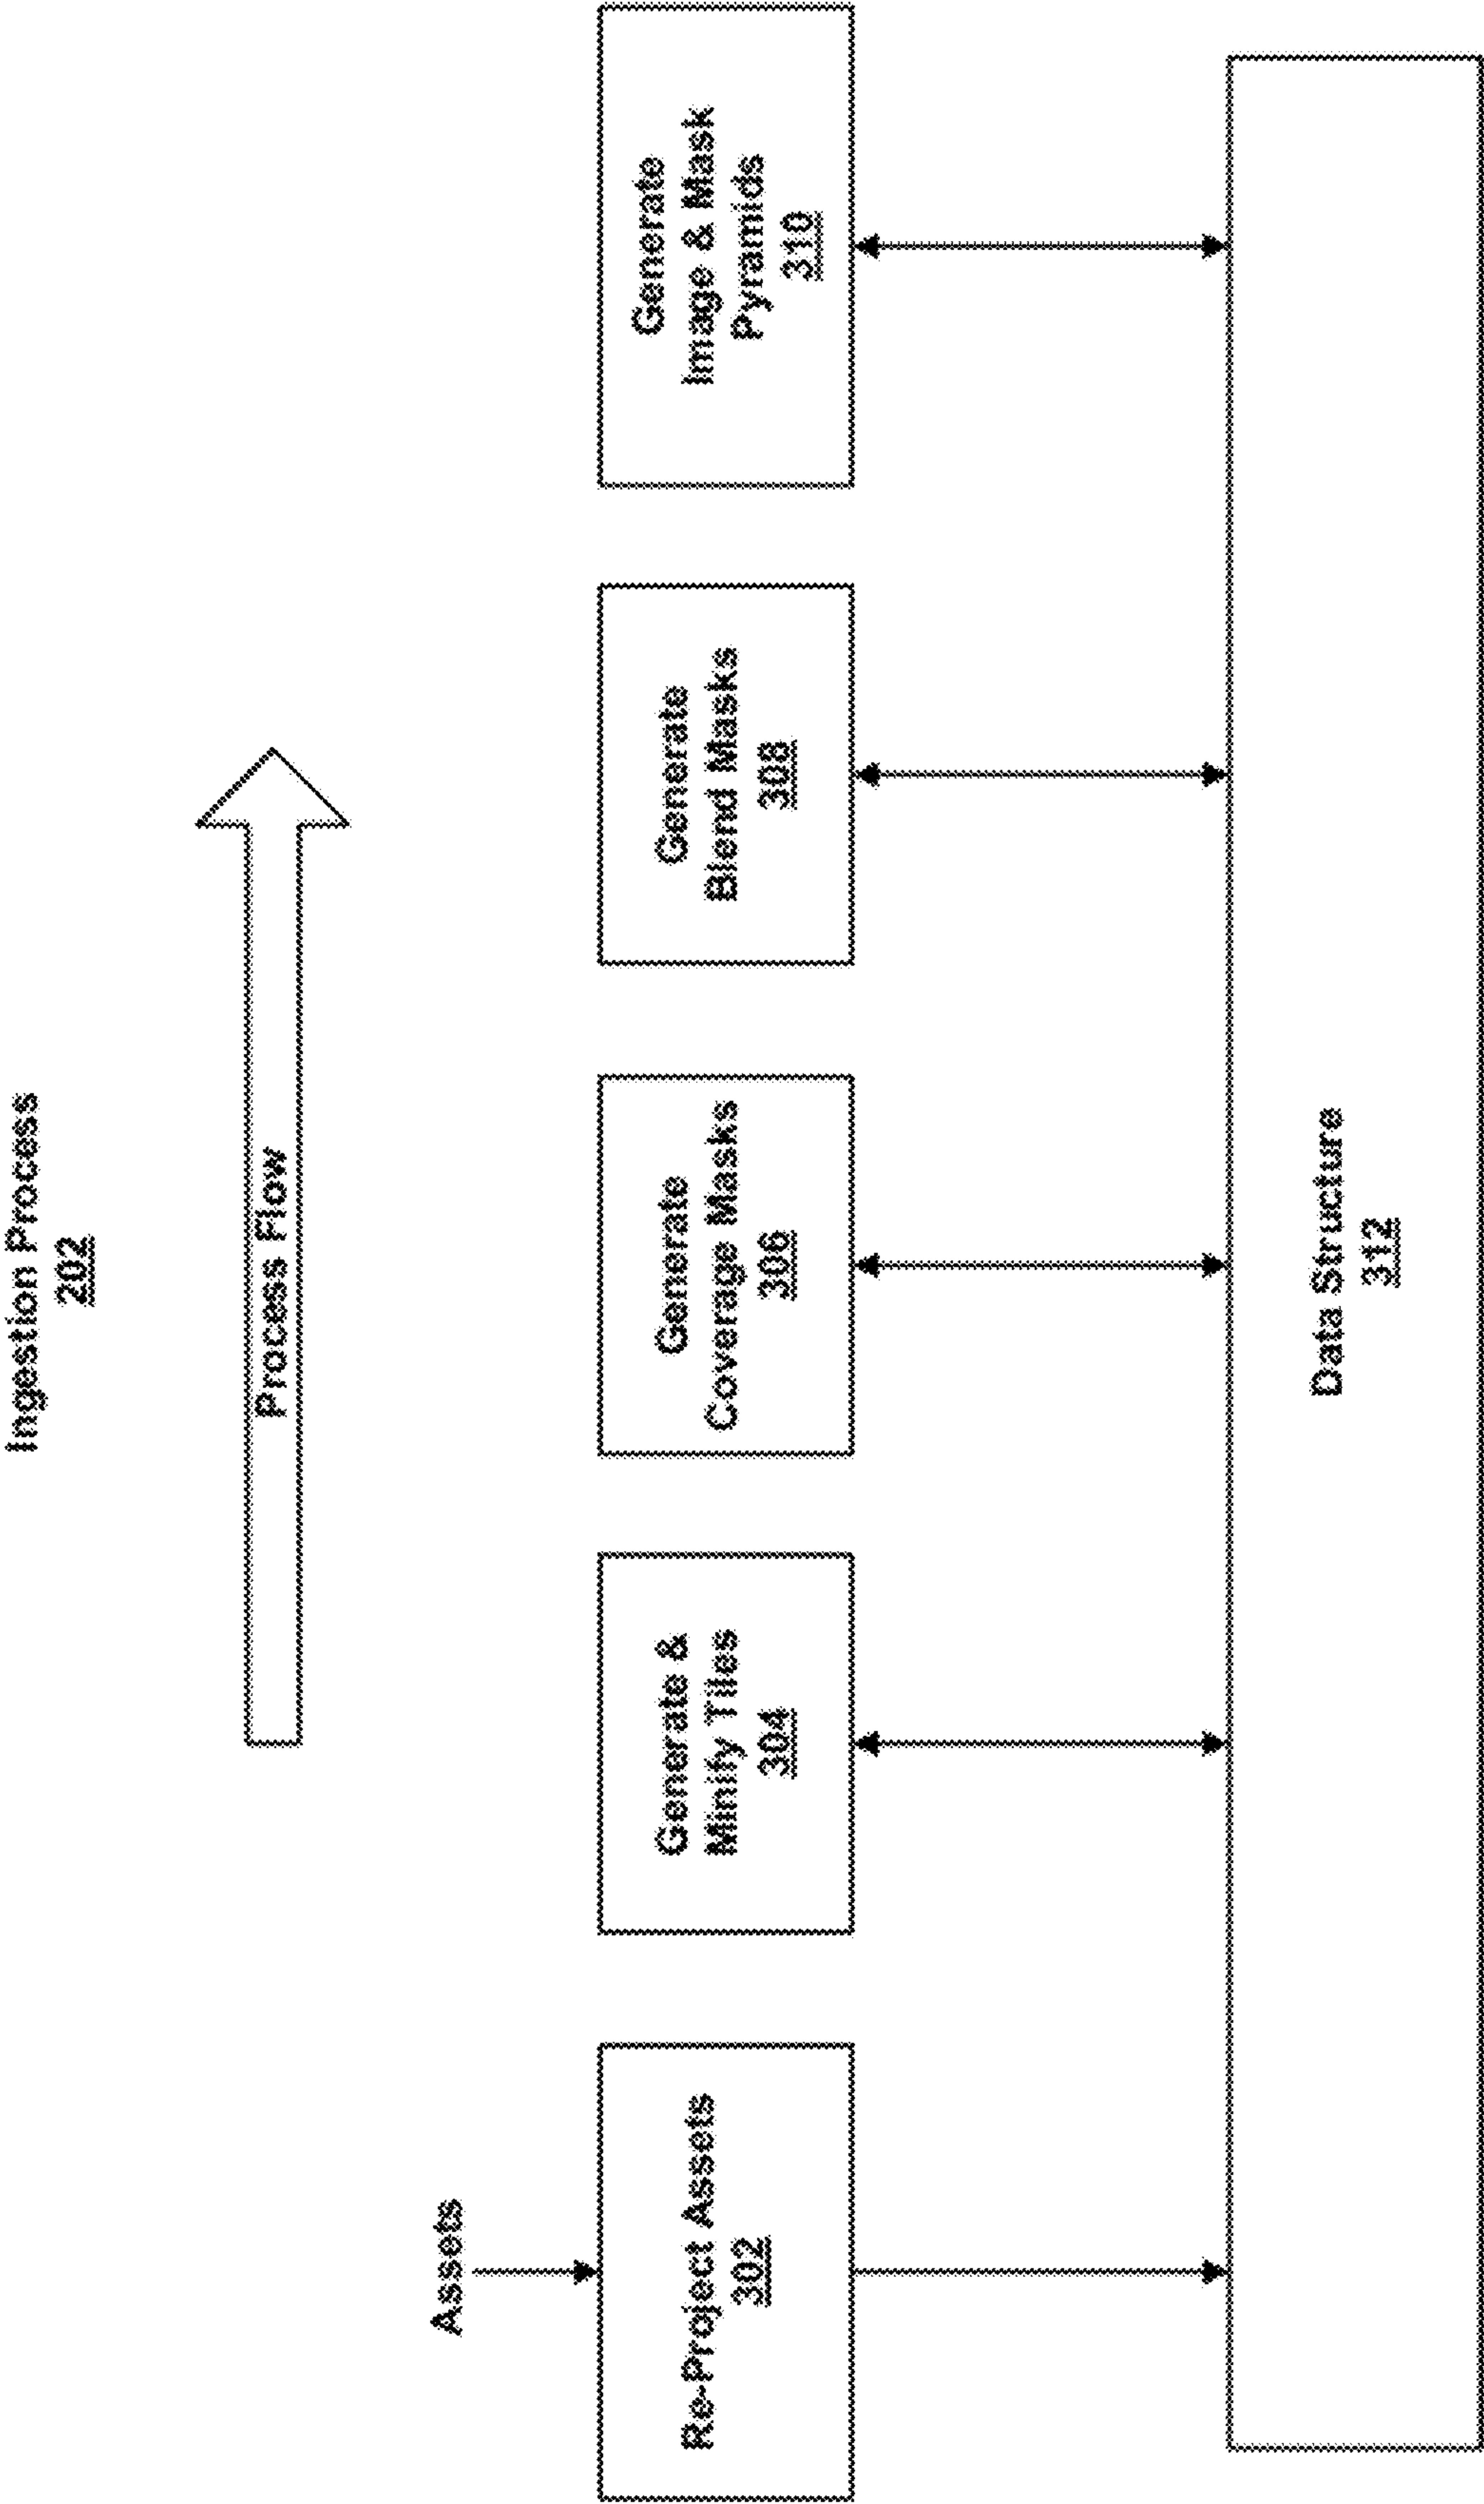 Ingestion Process
202
Process Flow
Assets
Re-Project Assets
302
Generate &
Minify Tiles
304
Generate
Coverage Masks
306
Generate
Blend Masks
308
Generate
Image & Mask
Pyramids
310
Data Structure
312